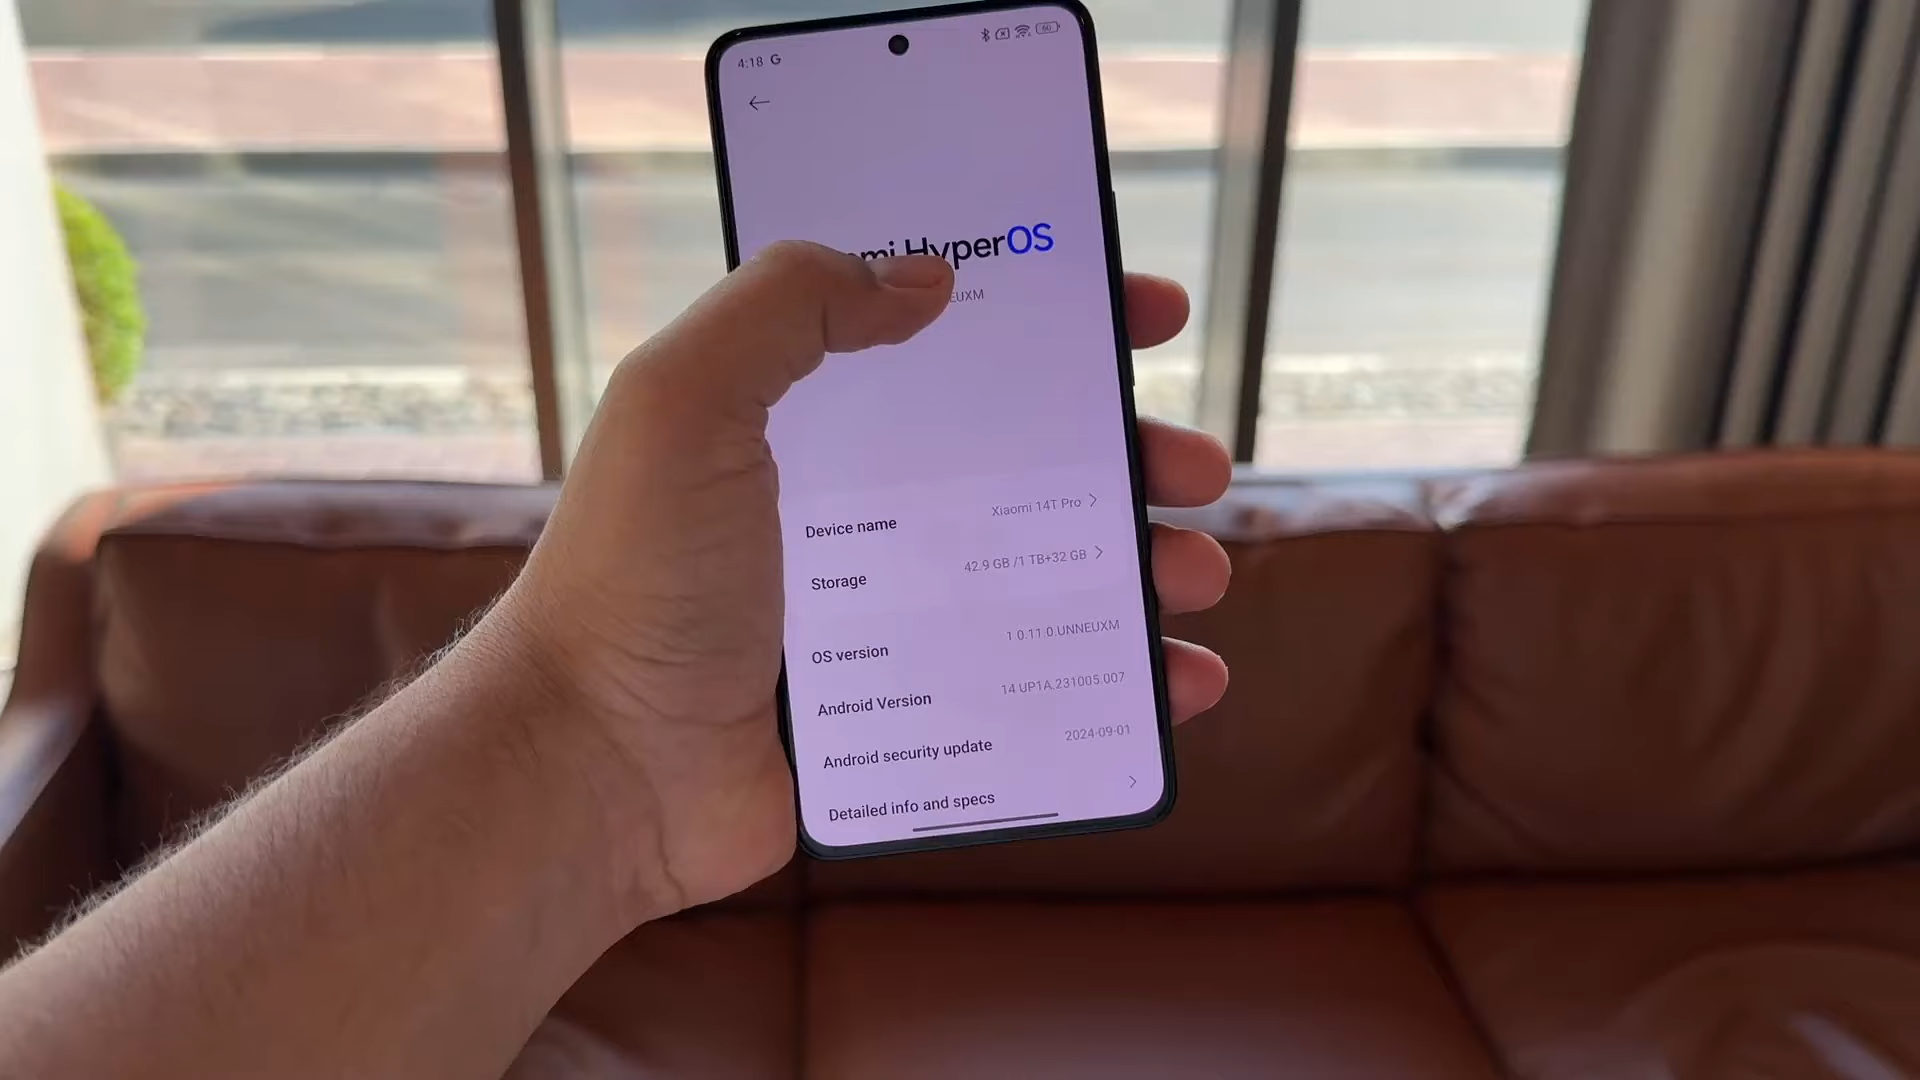 4:18 G
60
HyperOS
EUXM
Device name Xiaomi 14T Pro
Storage 42.9 GB /1 TB+32 GB
OS version 1.0.11.0.UNNEUXM
Android Version 14 UP1A.231005.007
Android security update 2024-09-01
Detailed info and specs